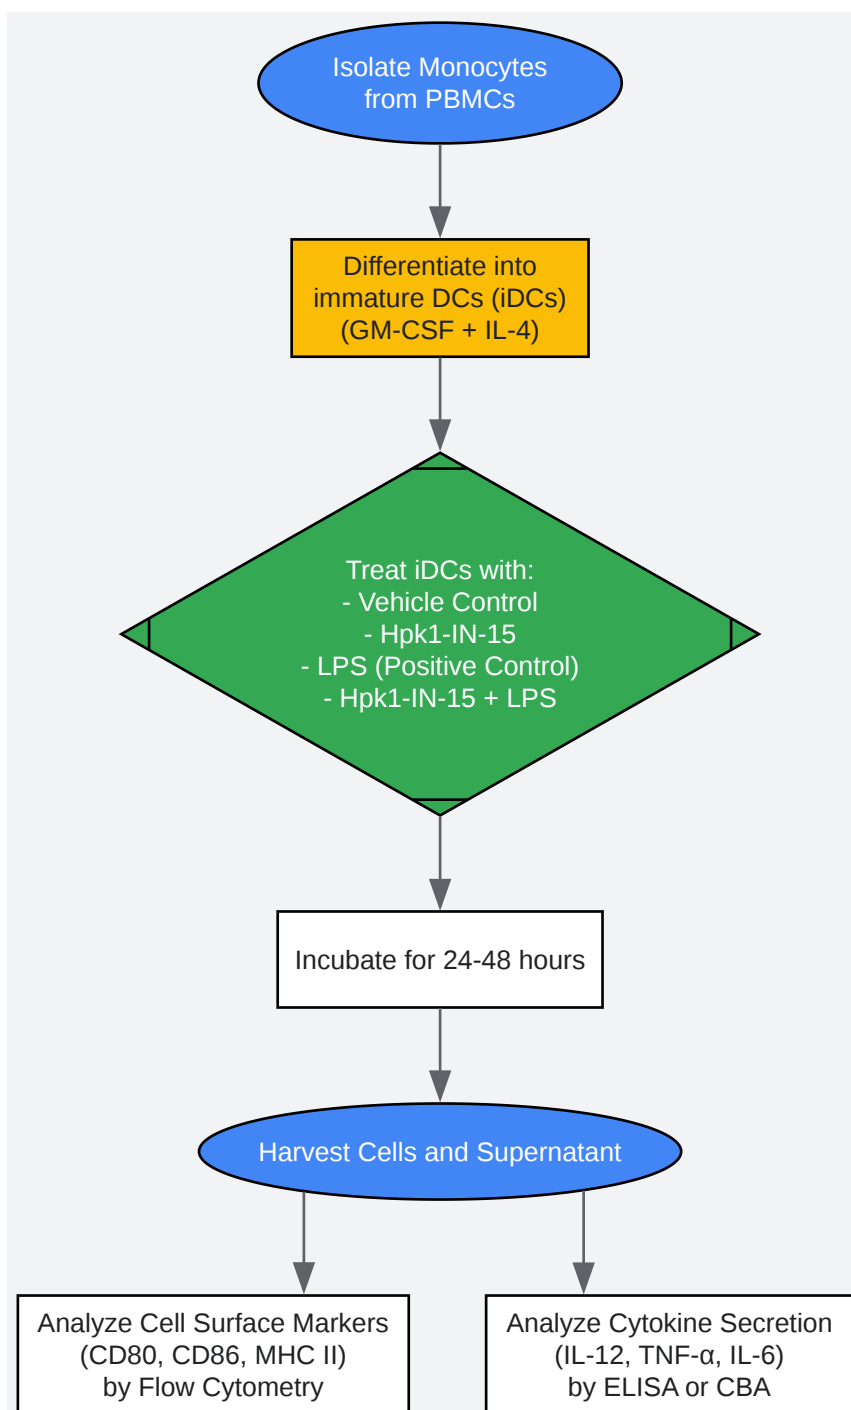 Isolate Monocytes
from PBMCs
Differentiate into
immature DCs (iDCs)
(GM-CSF + IL-4)
Treat iDCs with:
- Vehicle Control
- Hpk1-IN-15
- LPS (Positive Control)
- Hpk1-IN-15 + LPS
Incubate for 24-48 hours
Harvest Cells and Supernatant
Analyze Cell Surface Markers
(CD80, CD86, MHC II)
by Flow Cytometry
Analyze Cytokine Secretion
(IL-12, TNF-α, IL-6)
by ELISA or CBA